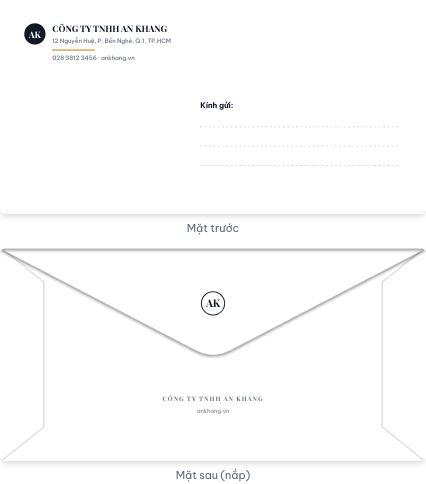 AK
CÔNG TY TNHH AN KHANG
12 Nguyễn Huệ, P. Bến Nghé, Q.1, TP.HCM
028 3812 3456 · ankhang.vn
Kính gửi:
Mặt trước
AK
CÔNG TY TNHH AN KHANG
ankhang.vn
Mặt sau (nắp)